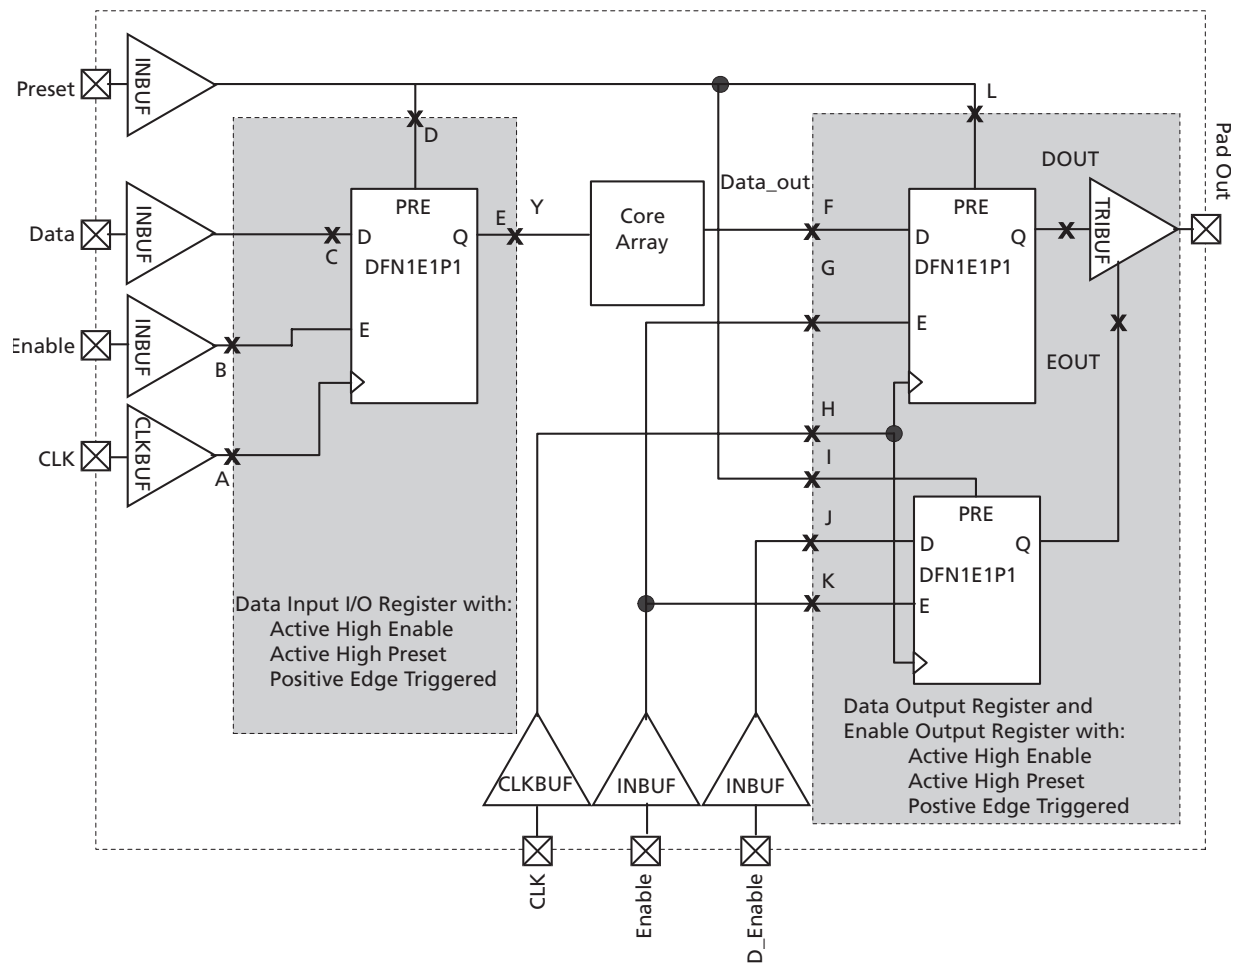 Preset
INBUF
L
D
Pad Out
DOUT
Data_out
INBUF
Data
PRE
D
Q
DFN1E1P1
C
E
Y
Core
Array
F
G
PRE
D
Q
DFN1E1P1
E
TRIBUF
Enable
INBUF
B
E
EOUT
CLK
CLKBUF
A
H
I
J
K
PRE
D
Q
DFN1E1P1
E
Data Input I/O Register with:
Active High Enable
Active High Preset
Positive Edge Triggered
Data Output Register and
Enable Output Register with:
Active High Enable
Active High Preset
Postive Edge Triggered
CLKBUF
INBUF
INBUF
CLK
Enable
D_Enable